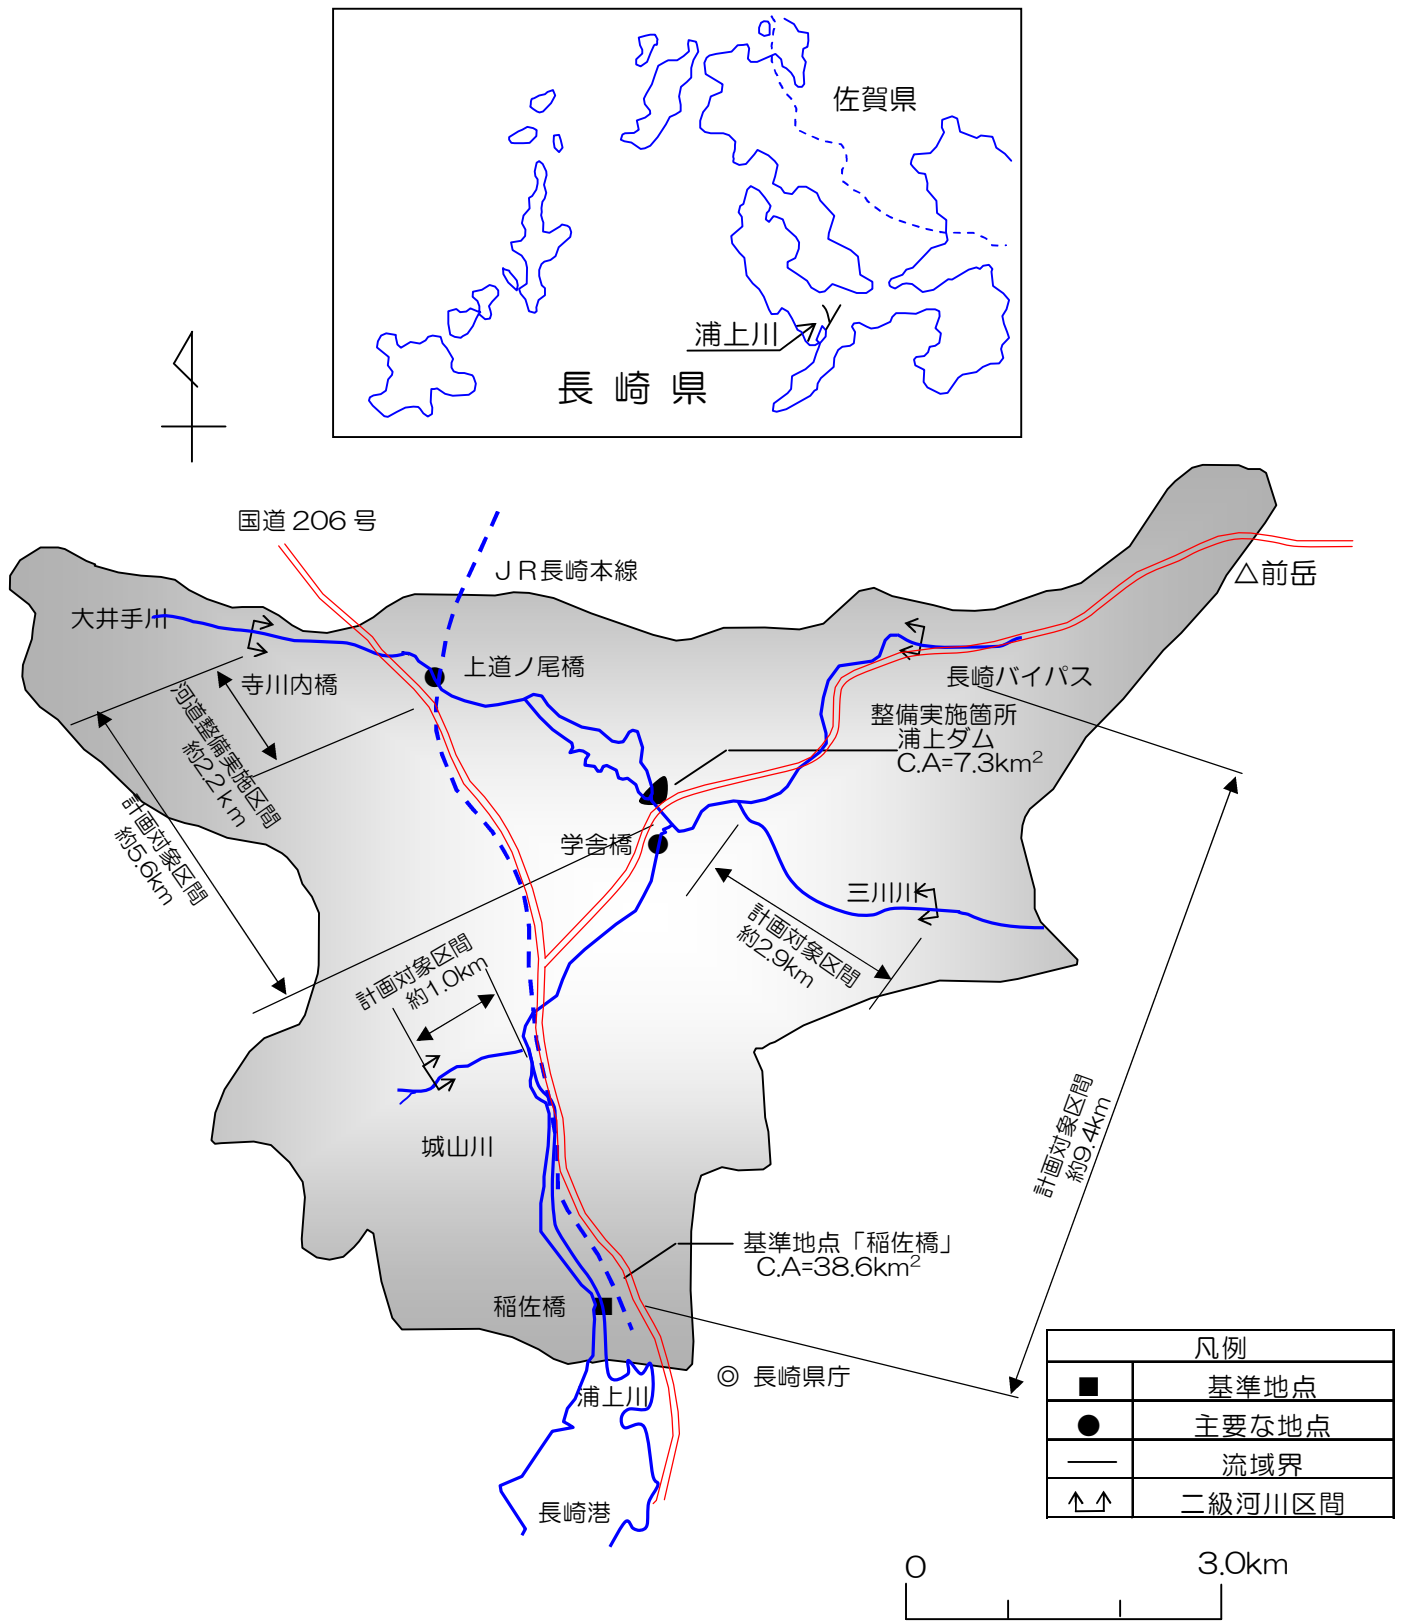 佐賀県
浦上川
長崎県
国道206号
JR長崎本線
△前岳
大井手川
上道ノ尾橋
寺川内橋
長崎バイパス
河道整備実施区間
約2.2km
整備実施箇所
浦上ダム
C.A=7.3km²
計画対象区間
約5.6km
学舎橋
三川川
計画対象区間
約2.9km
計画対象区間
約1.0km
計画対象区間
約9.4km
城山川
基準地点「稲佐橋」
C.A=38.6km²
稲佐橋
◎ 長崎県庁
浦上川
長崎港
凡例
■ 基準地点
● 主要な地点
流域界
二級河川区間
0 3.0km